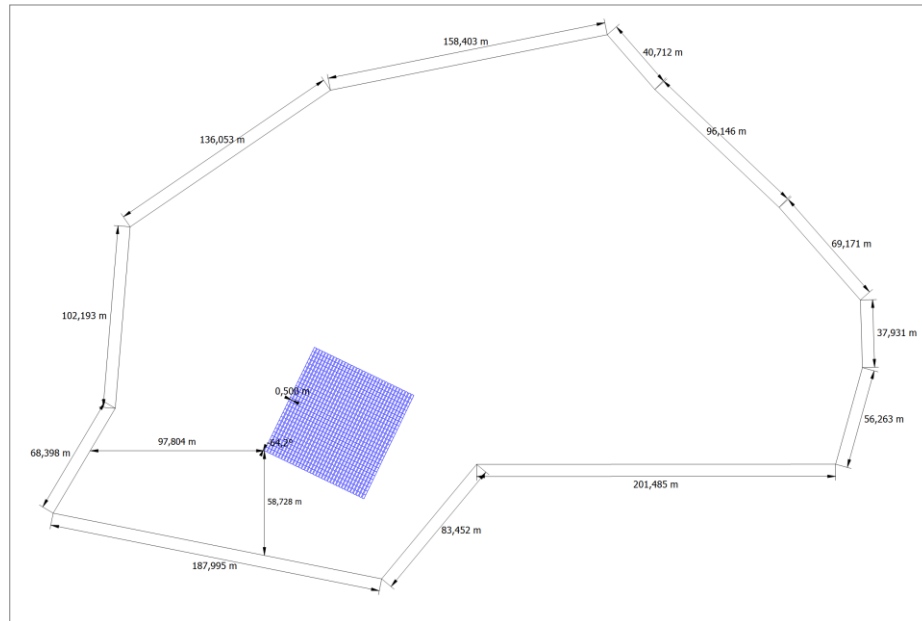 158,403 m
40,712 m
136,053 m
96,146 m
69,171 m
102,193 m
37,931 m
0,500 m
56,263 m
-64,2°
97,804 m
68,398 m
201,485 m
58,728 m
83,452 m
187,995 m